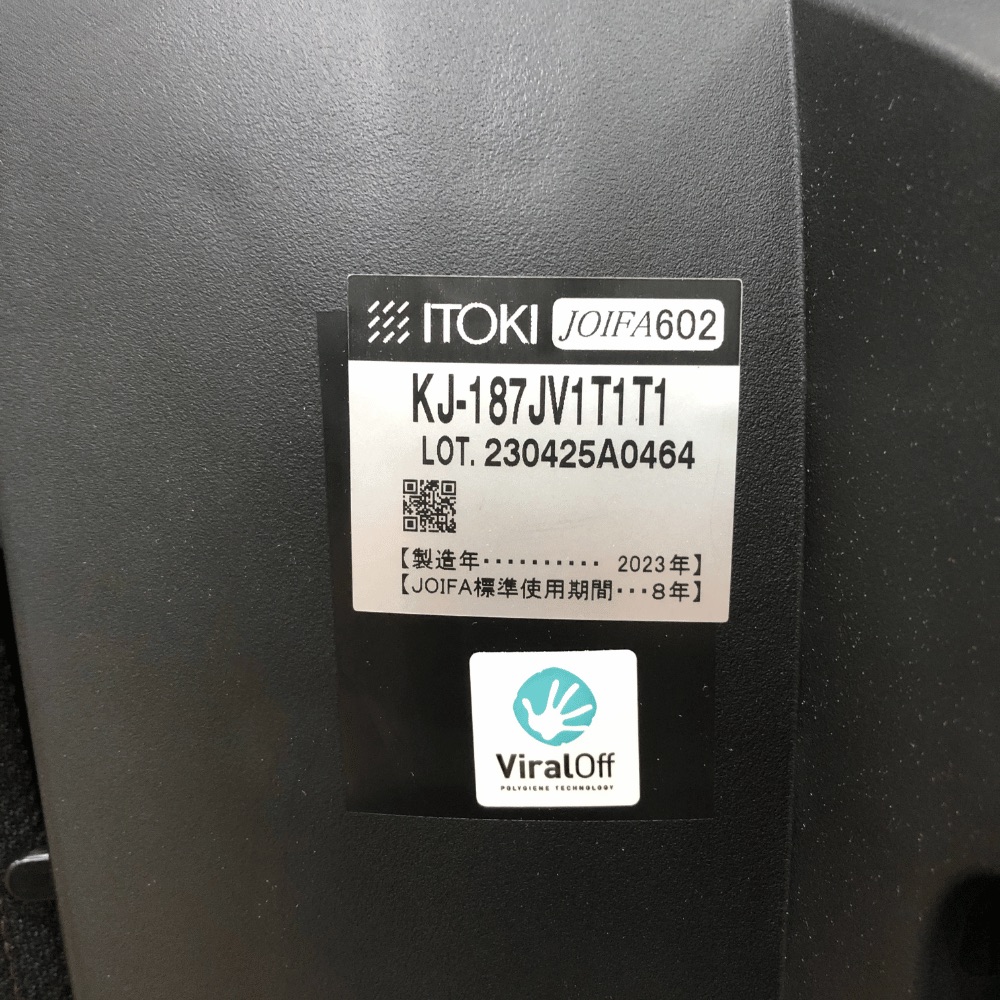 ITOKI JOIFA602
KJ-187JV1T1T1
LOT. 230425A0464
【製造年・・・・・・・・・・ 2023年】
【JOIFA標準使用期間・・・8年】
ViralOff
POLYGIENE TECHNOLOGY